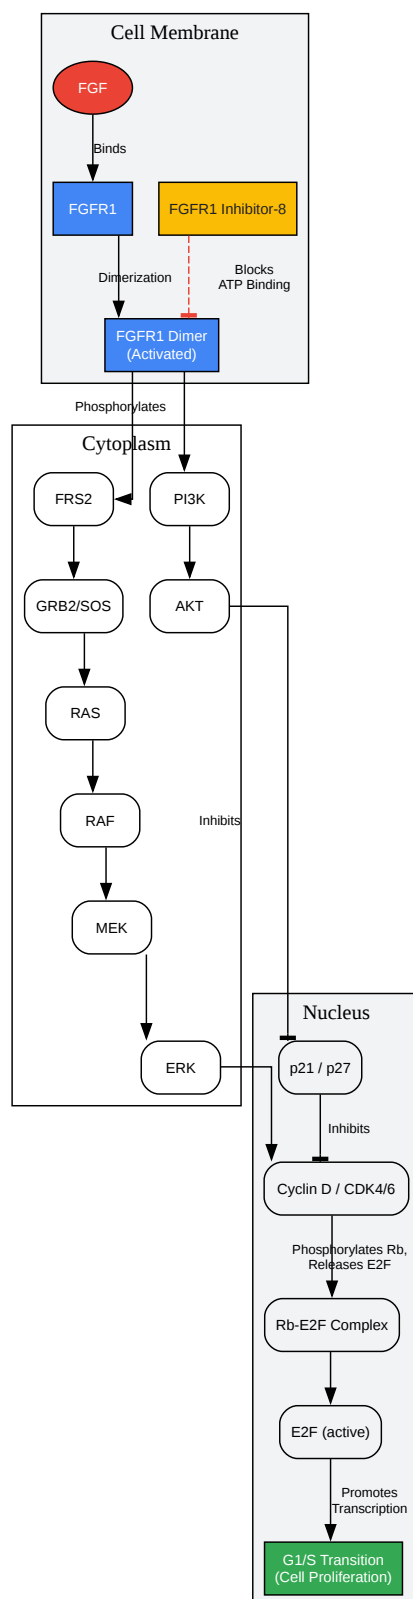 Cell Membrane
FGF
Binds
FGFR1
FGFR1 Inhibitor-8
Dimerization
Blocks
ATP Binding
FGFR1 Dimer
(Activated)
Phosphorylates
Cytoplasm
FRS2
PI3K
GRB2/SOS
AKT
RAS
RAF
Inhibits
MEK
Nucleus
ERK
p21 / p27
Inhibits
Cyclin D / CDK4/6
Phosphorylates Rb,
Releases E2F
Rb-E2F Complex
E2F (active)
Promotes
Transcription
G1/S Transition
(Cell Proliferation)